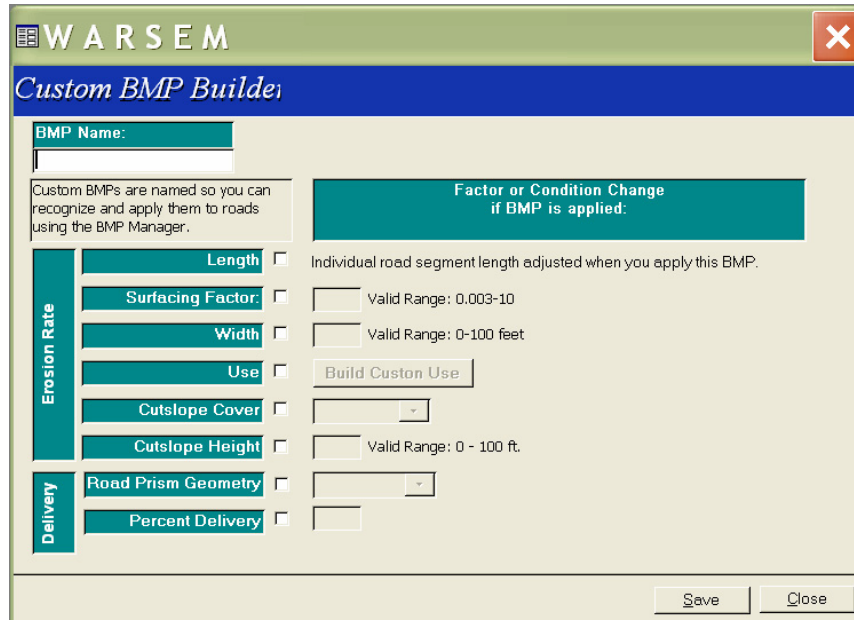 WARSEM
Custom BMP Builder
BMP Name:
Custom BMPs are named so you can
recognize and apply them to roads
using the BMP Manager.
Factor or Condition Change
if BMP is applied:
Erosion Rate
Length
Individual road segment length adjusted when you apply this BMP.
Surfacing Factor:
Valid Range: 0.003-10
Width
Valid Range: 0-100 feet
Use
Build Custon Use
Cutslope Cover
Cutslope Height
Valid Range: 0 - 100 ft.
Delivery
Road Prism Geometry
Percent Delivery
Save
Close